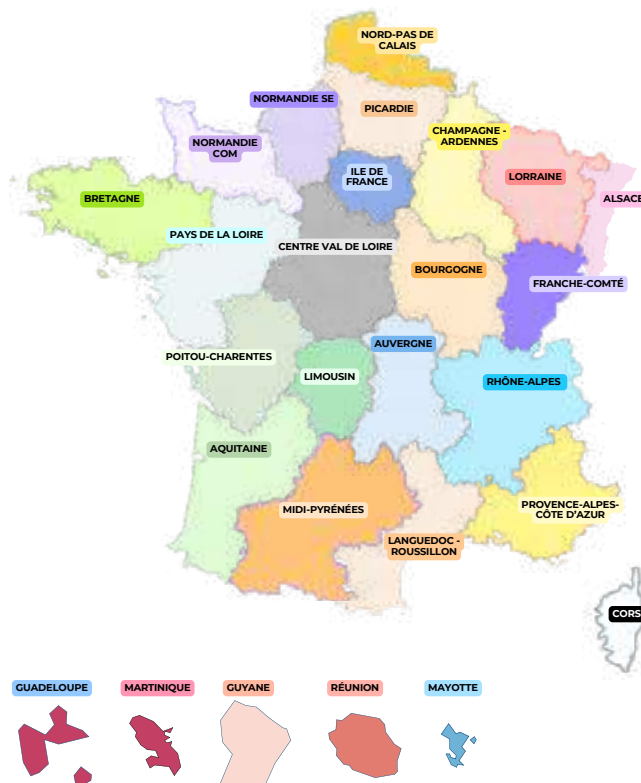 NORD-PAS DE
CALAIS
NORMANDIE SE
PICARDIE
CHAMPAGNE -
ARDENNES
NORMANDIE
COM
ILE DE
FRANCE
LORRAINE
BRETAGNE
ALSACE
PAYS DE LA LOIRE
CENTRE VAL DE LOIRE
BOURGOGNE
FRANCHE-COMTÉ
AUVERGNE
POITOU-CHARENTES
LIMOUSIN
RHÔNE-ALPES
AQUITAINE
MIDI-PYRÉNÉES
PROVENCE-ALPES-
CÔTE D'AZUR
LANGUEDOC -
ROUSSILLON
CORS
GUADELOUPE
MARTINIQUE
GUYANE
RÉUNION
MAYOTTE